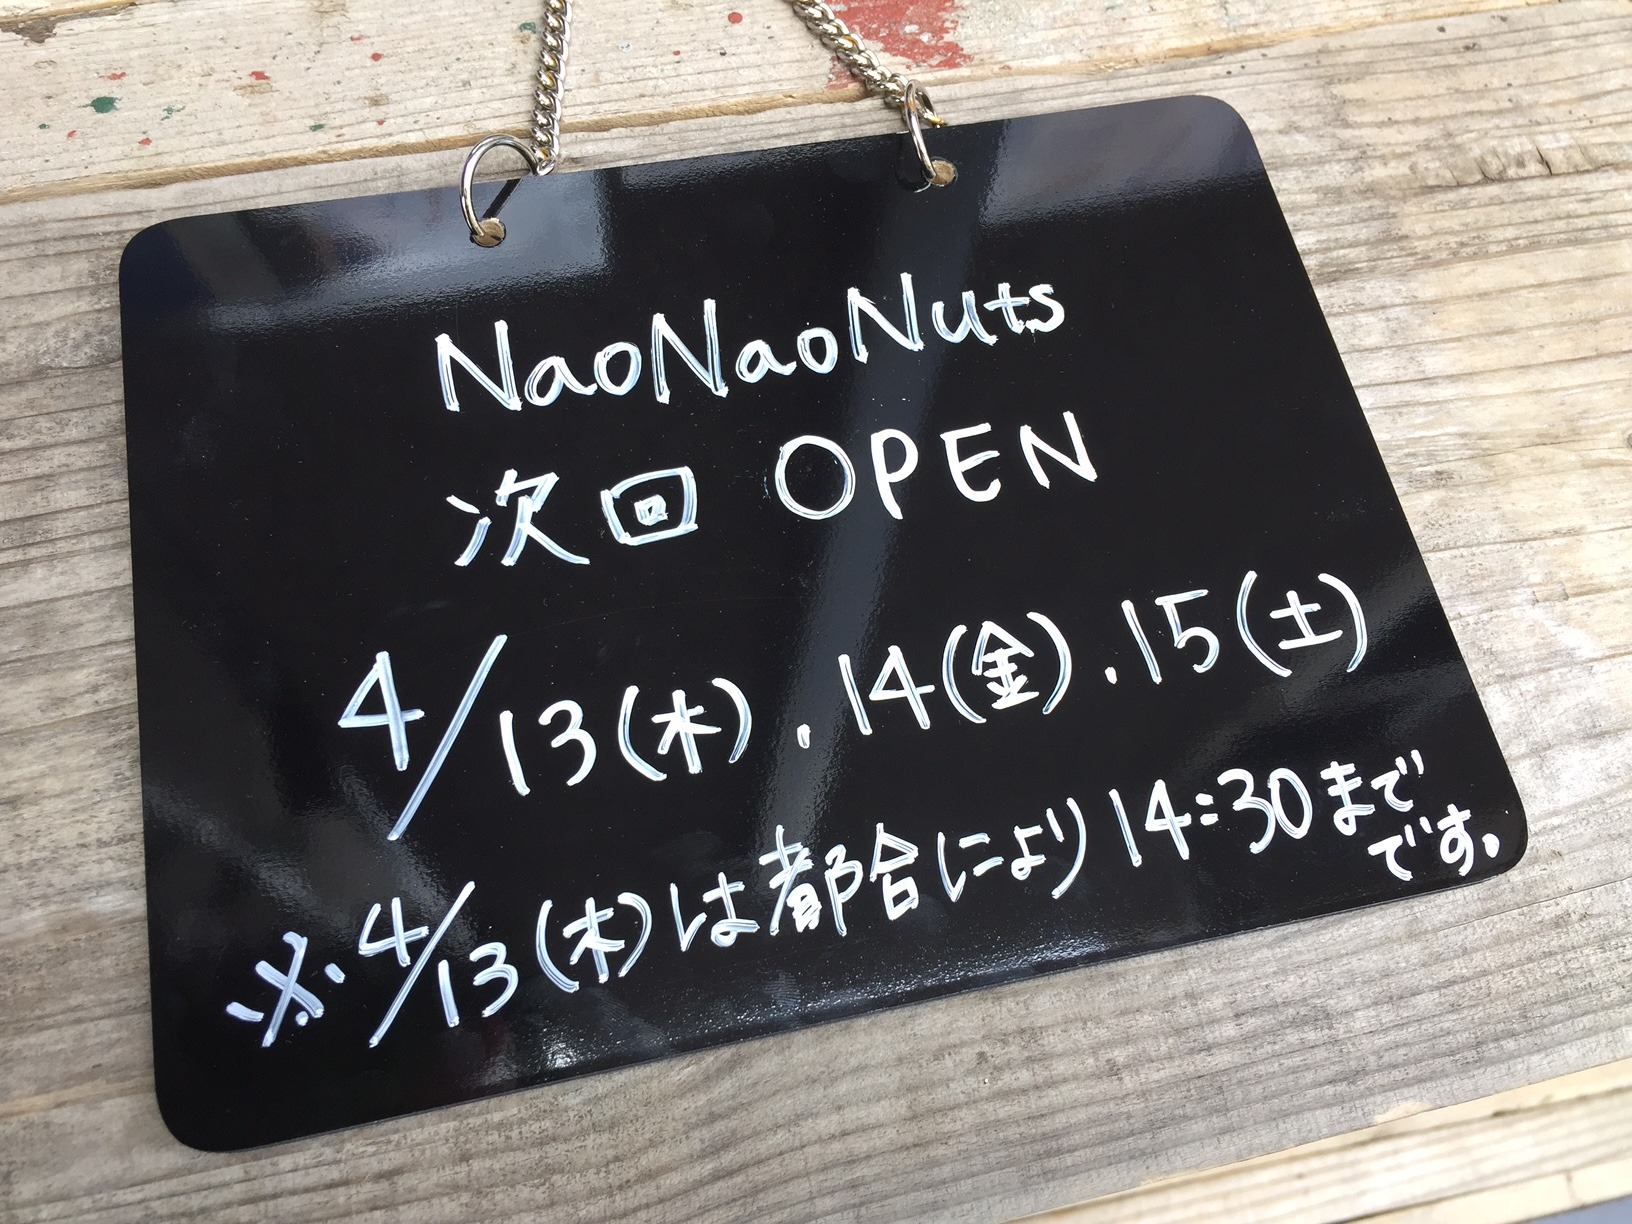 NaoNaoNuts
次回 OPEN
4/13(木).14(金).15(土)
※4/13(木)は都合により14:30まで
です。